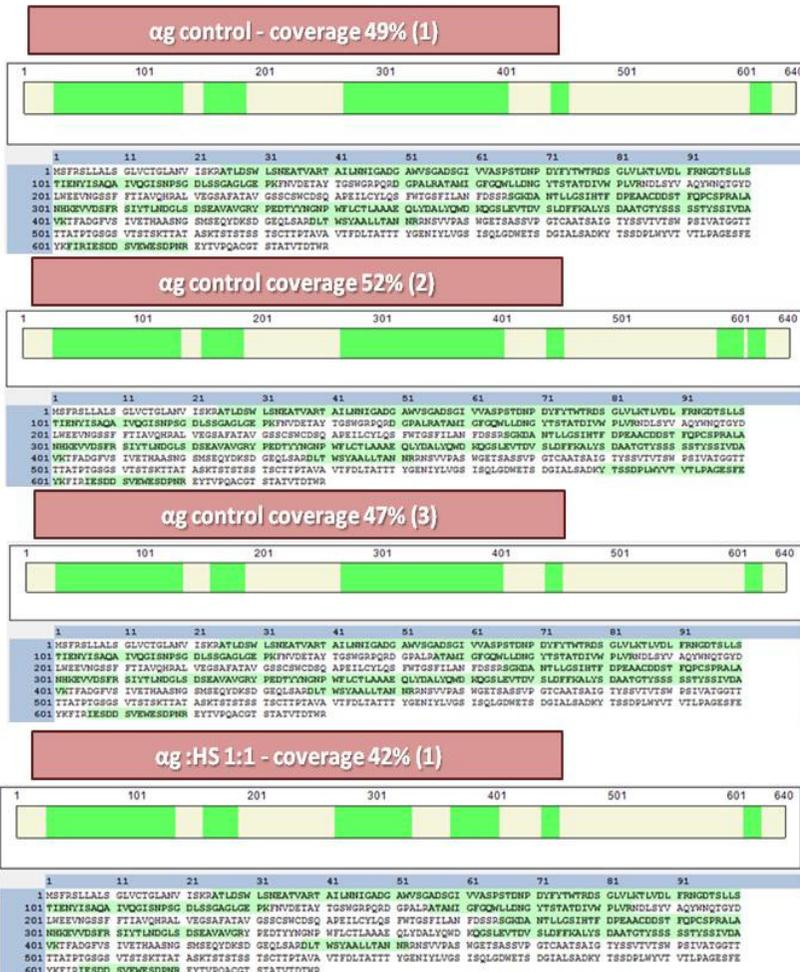 αg control - coverage 49% (1)
1 101 201 301 401 501 601 640
1 11 21 31 41 51 61 71 81 91
1 MSFRSLLALS GLVCTGLANV ISKRATLDSW LSNEATVART AILNNIGADG AWVSGADSGI VVASPSTDNP DYFYTWTRDS GLVLKTLVDL FRNGDTSLLS
101 TIENYISAQA IVQGISNPSG DLSSGAGLGE PKFNVDETAY TGSWGRPQRD GPALRATAMI GFGQWLLDNG YTSTATDIVW PLVRNDLSYV AQYWNQTGYD
201 LWEEVNGSSF FTIAVQHRAL VEGSAFATAV GSSCSWCDSQ APEILCYLQS FWTGSFILAN FDSSRSGKDA NTLLGSIHTF DPEAACDDST FQPCSPRALA
301 NHKEVVDSFR SIYTLNDGLS DSEAVAVGRY PEDTYYNGNP WFLCTLAAAE QLYDALYQWD KQGSLEVTDV SLDFFKALYS DAATGTYSSS SSTYSSIVDA
401 VKTFADGFVS IVETHAASNG SMSEQYDKSD GEQLSARDLT WSYAALLTAN NRRNSVVPAS WGETSASSVP GTCAATSAIG TYSSVTVTSW PSIVATGGTT
501 TTATPTGSGS VTSTSKTTAT ASKTSTSTSS TSCTTPTAVA VTFDLTATTT YGENIYLVGS ISQLGDWETS DGIALSADKY TSSDPLWYVT VTLPAGESFE
601 YKFIRIESDD SVEWESDPNR EYTVPQACGT STATVTDTWR
αg control coverage 52% (2)
1 101 201 301 401 501 601 640
1 11 21 31 41 51 61 71 81 91
1 MSFRSLLALS GLVCTGLANV ISKRATLDSW LSNEATVART AILNNIGADG AWVSGADSGI VVASPSTDNP DYFYTWTRDS GLVLKTLVDL FRNGDTSLLS
101 TIENYISAQA IVQGISNPSG DLSSGAGLGE PKFNVDETAY TGSWGRPQRD GPALRATAMI GFGQWLLDNG YTSTATDIVW PLVRNDLSYV AQYWNQTGYD
201 LWEEVNGSSF FTIAVQHRAL VEGSAFATAV GSSCSWCDSQ APEILCYLQS FWTGSFILAN FDSSRSGKDA NTLLGSIHTF DPEAACDDST FQPCSPRALA
301 NHKEVVDSFR SIYTLNDGLS DSEAVAVGRY PEDTYYNGNP WFLCTLAAAE QLYDALYQWD KQGSLEVTDV SLDFFKALYS DAATGTYSSS SSTYSSIVDA
401 VKTFADGFVS IVETHAASNG SMSEQYDKSD GEQLSARDLT WSYAALLTAN NRRNSVVPAS WGETSASSVP GTCAATSAIG TYSSVTVTSW PSIVATGGTT
501 TTATPTGSGS VTSTSKTTAT ASKTSTSTSS TSCTTPTAVA VTFDLTATTT YGENIYLVGS ISQLGDWETS DGIALSADKY TSSDPLWYVT VTLPAGESFE
601 YKFIRIESDD SVEWESDPNR EYTVPQACGT STATVTDTWR
αg control coverage 47% (3)
1 101 201 301 401 501 601 640
1 11 21 31 41 51 61 71 81 91
1 MSFRSLLALS GLVCTGLANV ISKRATLDSW LSNEATVART AILNNIGADG AWVSGADSGI VVASPSTDNP DYFYTWTRDS GLVLKTLVDL FRNGDTSLLS
101 TIENYISAQA IVQGISNPSG DLSSGAGLGE PKFNVDETAY TGSWGRPQRD GPALRATAMI GFGQWLLDNG YTSTATDIVW PLVRNDLSYV AQYWNQTGYD
201 LWEEVNGSSF FTIAVQHRAL VEGSAFATAV GSSCSWCDSQ APEILCYLQS FWTGSFILAN FDSSRSGKDA NTLLGSIHTF DPEAACDDST FQPCSPRALA
301 NHKEVVDSFR SIYTLNDGLS DSEAVAVGRY PEDTYYNGNP WFLCTLAAAE QLYDALYQWD KQGSLEVTDV SLDFFKALYS DAATGTYSSS SSTYSSIVDA
401 VKTFADGFVS IVETHAASNG SMSEQYDKSD GEQLSARDLT WSYAALLTAN NRRNSVVPAS WGETSASSVP GTCAATSAIG TYSSVTVTSW PSIVATGGTT
501 TTATPTGSGS VTSTSKTTAT ASKTSTSTSS TSCTTPTAVA VTFDLTATTT YGENIYLVGS ISQLGDWETS DGIALSADKY TSSDPLWYVT VTLPAGESFE
601 YKFIRIESDD SVEWESDPNR EYTVPQACGT STATVTDTWR
αg :HS 1:1 - coverage 42% (1)
1 101 201 301 401 501 601 640
1 11 21 31 41 51 61 71 81 91
1 MSFRSLLALS GLVCTGLANV ISKRATLDSW LSNEATVART AILNNIGADG AWVSGADSGI VVASPSTDNP DYFYTWTRDS GLVLKTLVDL FRNGDTSLLS
101 TIENYISAQA IVQGISNPSG DLSSGAGLGE PKFNVDETAY TGSWGRPQRD GPALRATAMI GFGQWLLDNG YTSTATDIVW PLVRNDLSYV AQYWNQTGYD
201 LWEEVNGSSF FTIAVQHRAL VEGSAFATAV GSSCSWCDSQ APEILCYLQS FWTGSFILAN FDSSRSGKDA NTLLGSIHTF DPEAACDDST FQPCSPRALA
301 NHKEVVDSFR SIYTLNDGLS DSEAVAVGRY PEDTYYNGNP WFLCTLAAAE QLYDALYQWD KQGSLEVTDV SLDFFKALYS DAATGTYSSS SSTYSSIVDA
401 VKTFADGFVS IVETHAASNG SMSEQYDKSD GEQLSARDLT WSYAALLTAN NRRNSVVPAS WGETSASSVP GTCAATSAIG TYSSVTVTSW PSIVATGGTT
501 TTATPTGSGS VTSTSKTTAT ASKTSTSTSS TSCTTPTAVA VTFDLTATTT YGENIYLVGS ISQLGDWETS DGIALSADKY TSSDPLWYVT VTLPAGESFE
601 YKFIRIESDD SVEWESDPNR EYTVPQACGT STATVTDTWR